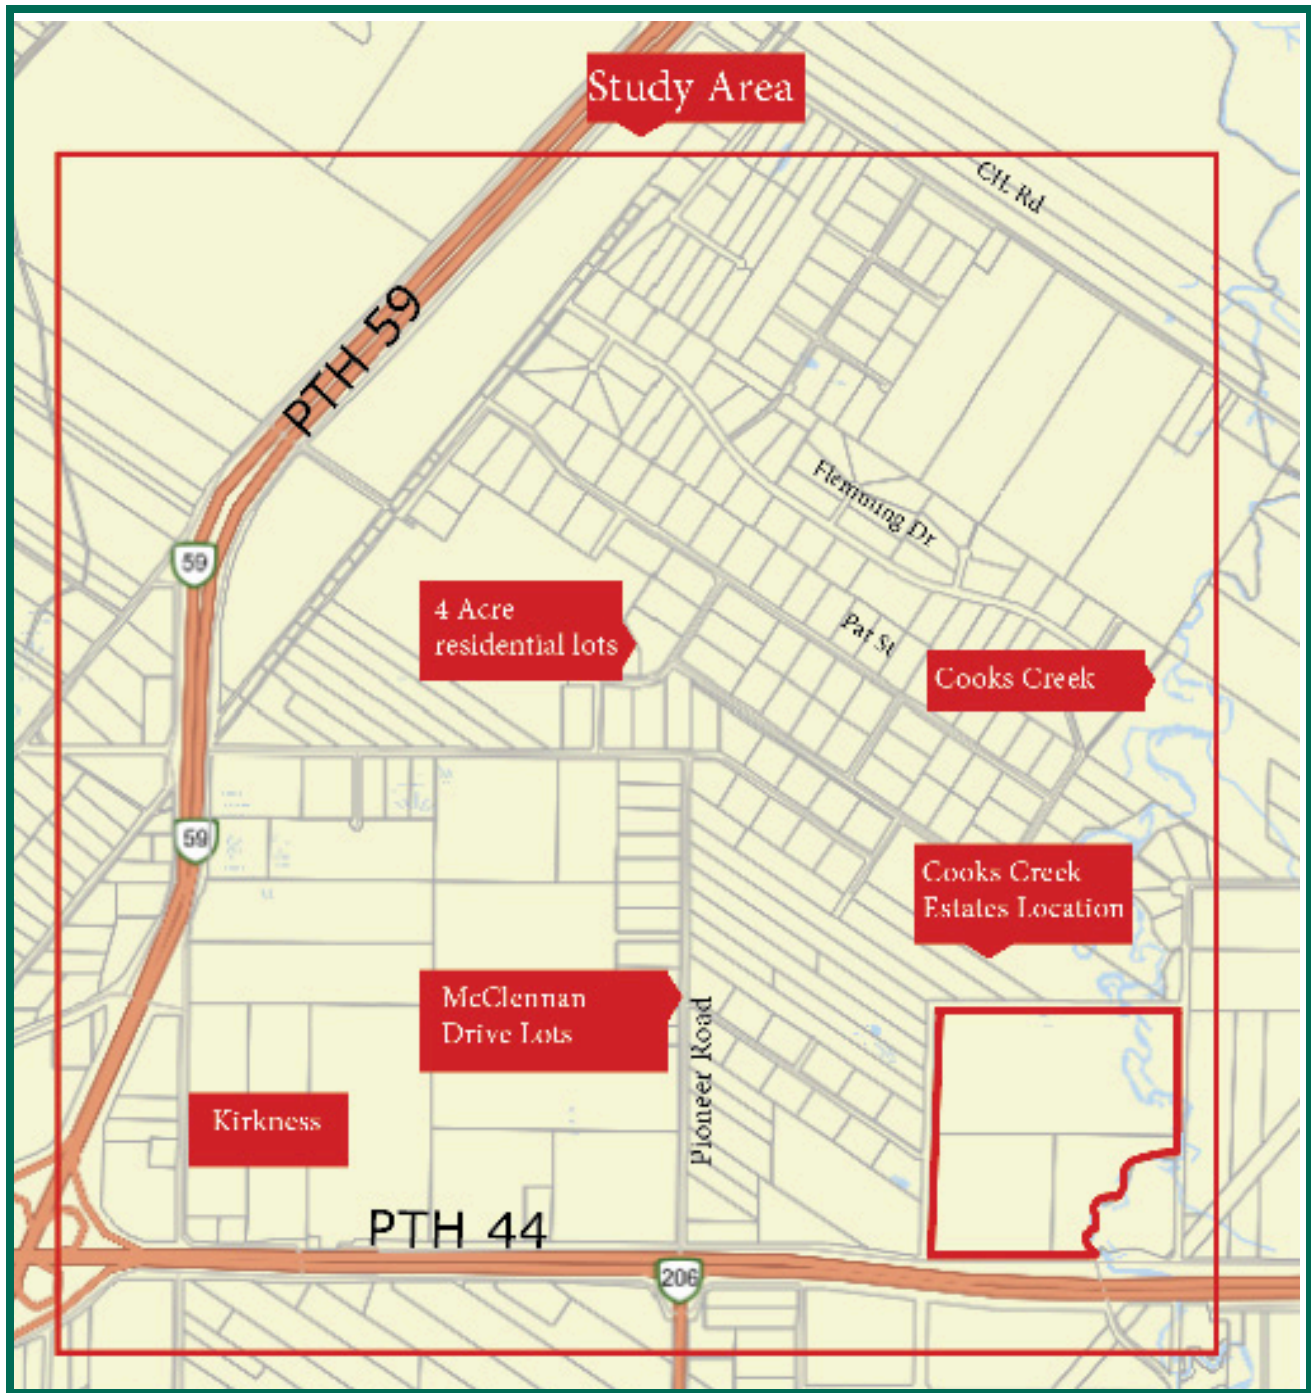 Study Area
CIL Rd
PTH 59
Flemming Dr
59
4 Acre
residential lots
Pat St
Cooks Creek
59
Cooks Creek
Estates Location
McClennan
Drive Lots
Pioneer Road
Kirkness
PTH 44
206